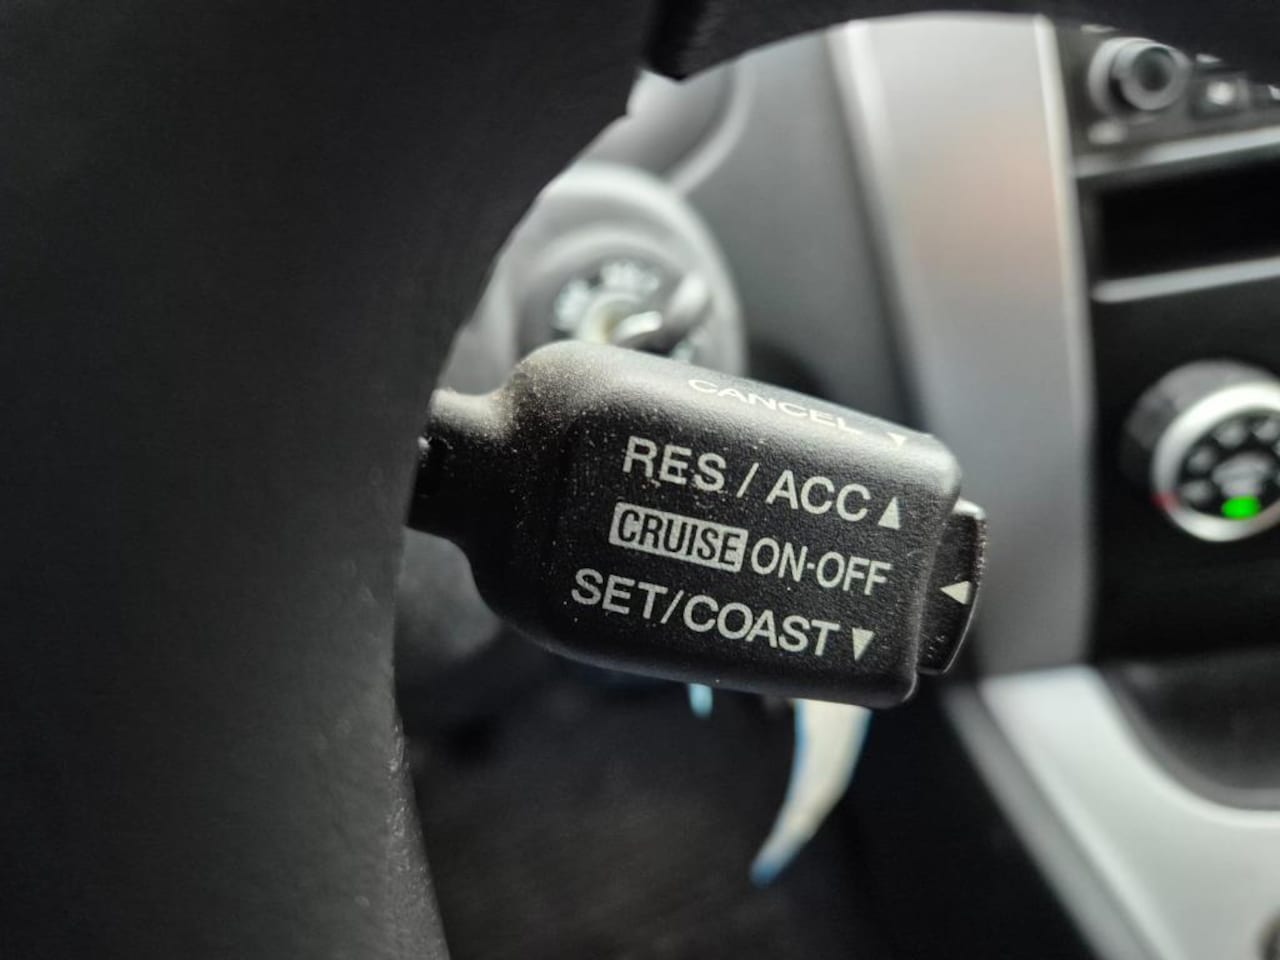 CANCEL ▼
RES / ACC ▲
CRUISE ON·OFF
SET/COAST ▼